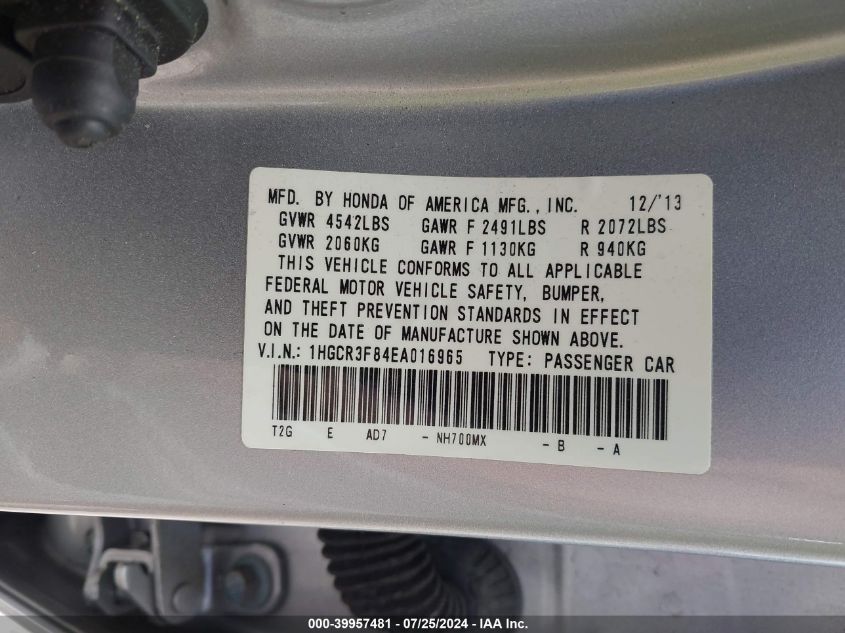 MFD. BY HONDA OF AMERICA MFG., INC. 12/'13
GVWR 4542LBS GAWR F 2491LBS R 2072LBS
GVWR 2060KG GAWR F 1130KG R 940KG
THIS VEHICLE CONFORMS TO ALL APPLICABLE
FEDERAL MOTOR VEHICLE SAFETY, BUMPER,
AND THEFT PREVENTION STANDARDS IN EFFECT
ON THE DATE OF MANUFACTURE SHOWN ABOVE.
V.I.N.: 1HGCR3F84EA016965 TYPE: PASSENGER CAR
T2G E AD7 - NH700MX - B - A
000-39957481 - 07/25/2024 - IAA Inc.